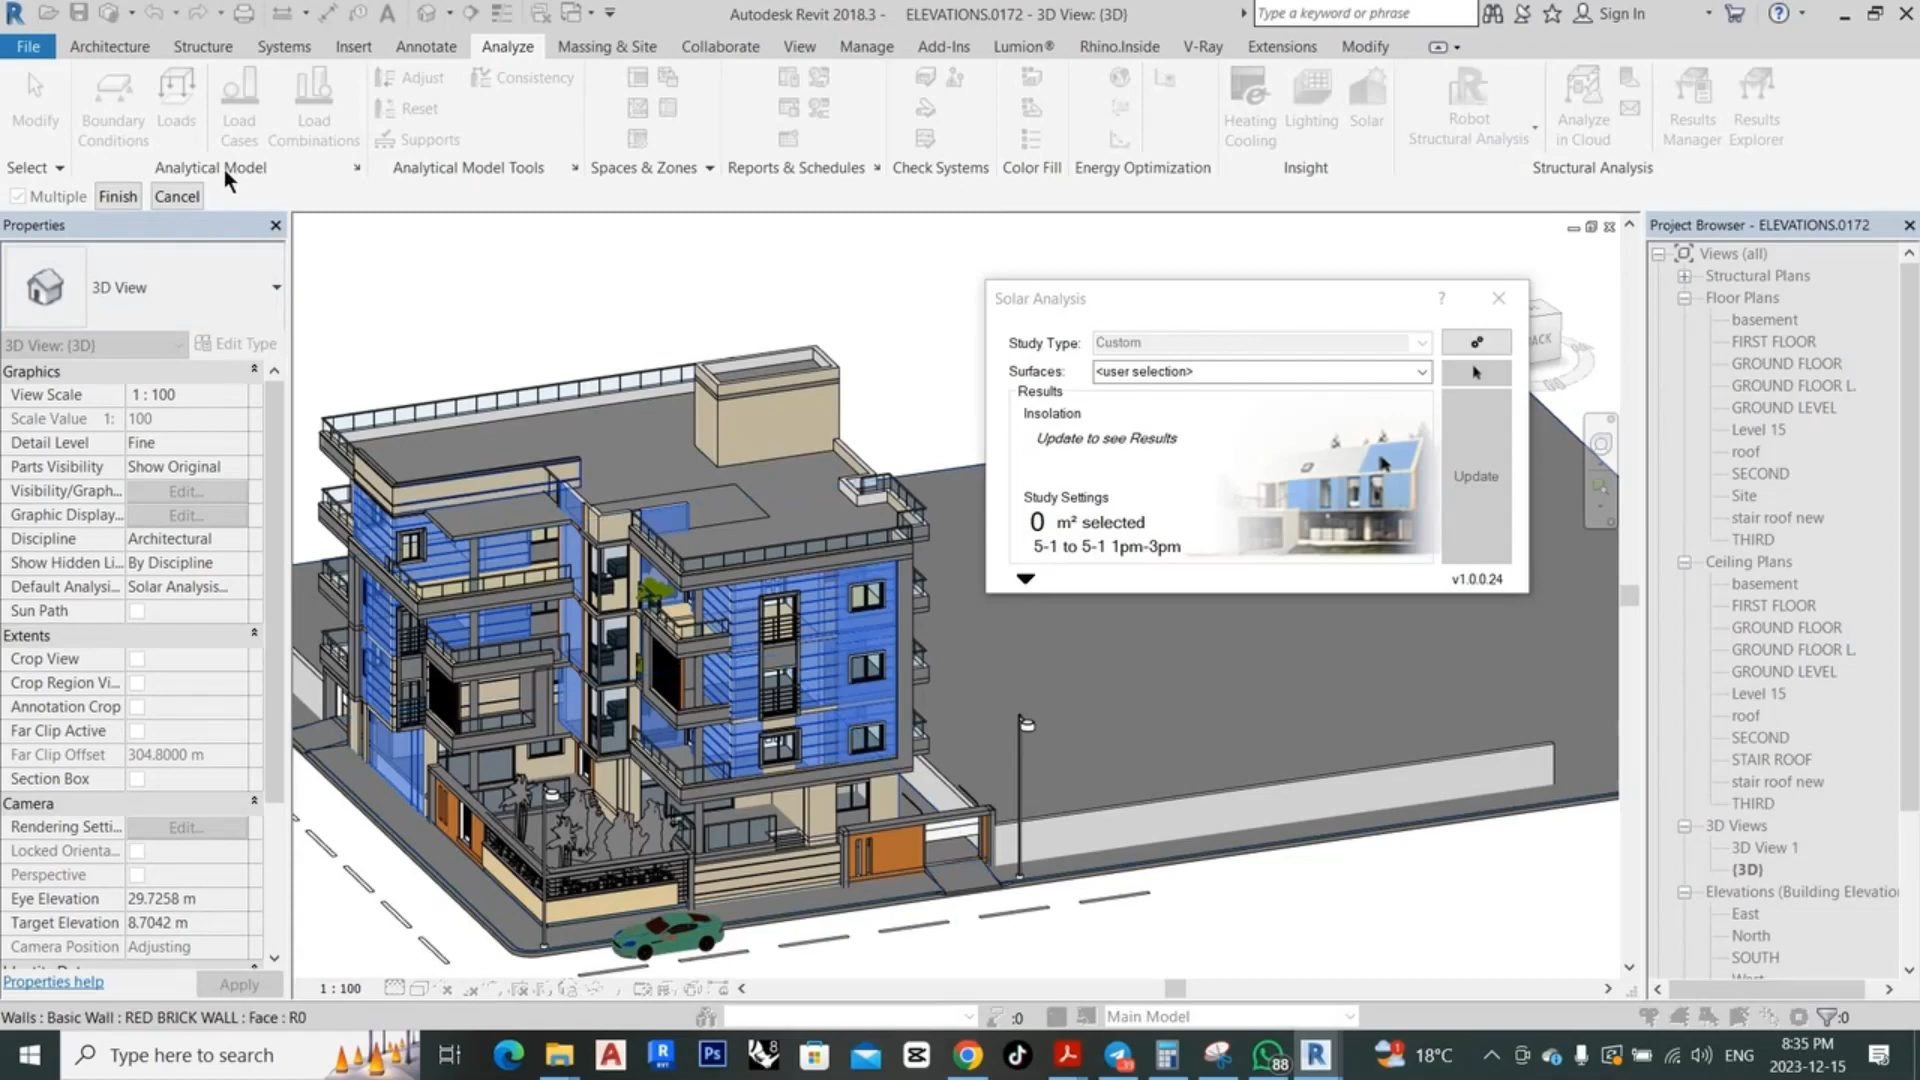 Autodesk Revit 2018.3 - ELEVATIONS.0172 - 3D View: {3D}
Type a keyword or phrase
Sign In
File Architecture Structure Systems Insert Annotate Analyze Massing & Site Collaborate View Manage Add-Ins Lumion® Rhino.Inside V-Ray Extensions Modify
Modify
Boundary Conditions
Loads
Load Cases
Load Combinations
Adjust
Reset
Supports
Consistency
Heating Cooling
Lighting
Solar
Robot Structural Analysis
Analyze in Cloud
Results Manager
Results Explorer
Select
Analytical Model
Analytical Model Tools
Spaces & Zones
Reports & Schedules
Check Systems
Color Fill
Energy Optimization
Insight
Structural Analysis
Multiple Finish Cancel
Properties
3D View
3D View: {3D}
Edit Type
Graphics
View Scale 1 : 100
Scale Value 1: 100
Detail Level Fine
Parts Visibility Show Original
Visibility/Graph... Edit...
Graphic Display... Edit...
Discipline Architectural
Show Hidden Li... By Discipline
Default Analysi... Solar Analysis...
Sun Path
Extents
Crop View
Crop Region Vi...
Annotation Crop
Far Clip Active
Far Clip Offset 304.8000 m
Section Box
Camera
Rendering Setti... Edit...
Locked Orienta...
Perspective
Eye Elevation 29.7258 m
Target Elevation 8.7042 m
Camera Position Adjusting
Properties help
Apply
Solar Analysis
?
Study Type: Custom
Surfaces: <user selection>
Results
Insolation
Update to see Results
Study Settings
0 m² selected
5-1 to 5-1 1pm-3pm
Update
v1.0.0.24
BACK
Project Browser - ELEVATIONS.0172
Views (all)
Structural Plans
Floor Plans
basement
FIRST FLOOR
GROUND FLOOR
GROUND FLOOR L.
GROUND LEVEL
Level 15
roof
SECOND
Site
stair roof new
THIRD
Ceiling Plans
basement
FIRST FLOOR
GROUND FLOOR
GROUND FLOOR L.
GROUND LEVEL
Level 15
roof
SECOND
STAIR ROOF
stair roof new
THIRD
3D Views
3D View 1
{3D}
Elevations (Building Elevatio
East
North
SOUTH
1 : 100
Walls : Basic Wall : RED BRICK WALL : Face : R0
:0
Main Model
:0
Type here to search
88
18°C
ENG
8:35 PM
2023-12-15